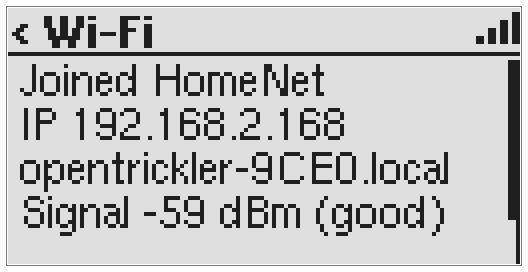 < Wi-Fi
Joined HomeNet
IP 192.168.2.168
opentrickler-9CE0.local
Signal -59 dBm (good)